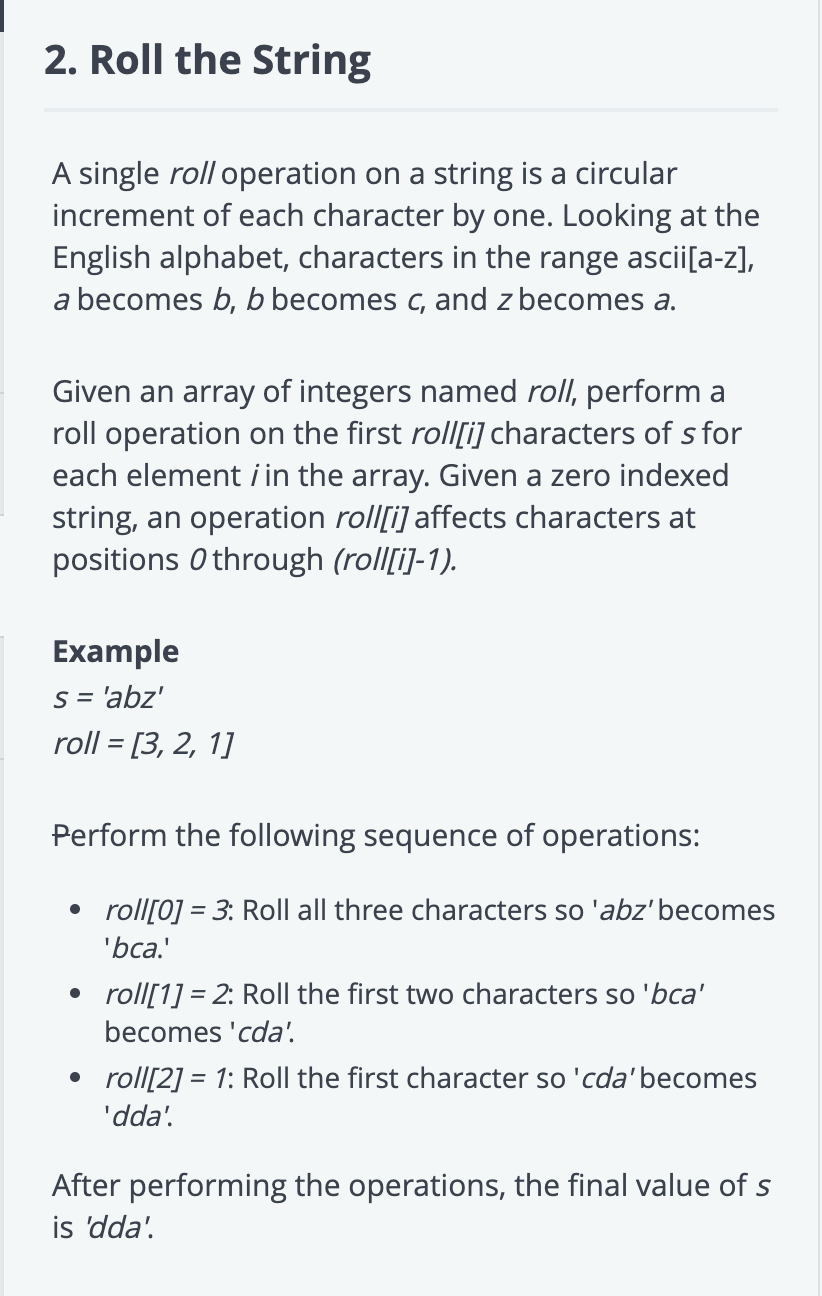 2. Roll the String
A single roll operation on a string is a circular
increment of each character by one. Looking at the
English alphabet, characters in the range ascii[a-z],
a becomes b, b becomes c, and z becomes a.
Given an array of integers named roll, perform a
roll operation on the first roll[i] characters of s for
each element i in the array. Given a zero indexed
string, an operation roll[i] affects characters at
positions 0 through (roll[i]-1).
Example
s = 'abz'
roll = [3, 2, 1]
Perform the following sequence of operations:
• roll[0] = 3: Roll all three characters so 'abz' becomes
'bca.'
• roll[1] = 2: Roll the first two characters so 'bca'
becomes 'cda'.
• roll[2] = 1: Roll the first character so 'cda' becomes
'dda'.
After performing the operations, the final value of s
is 'dda'.